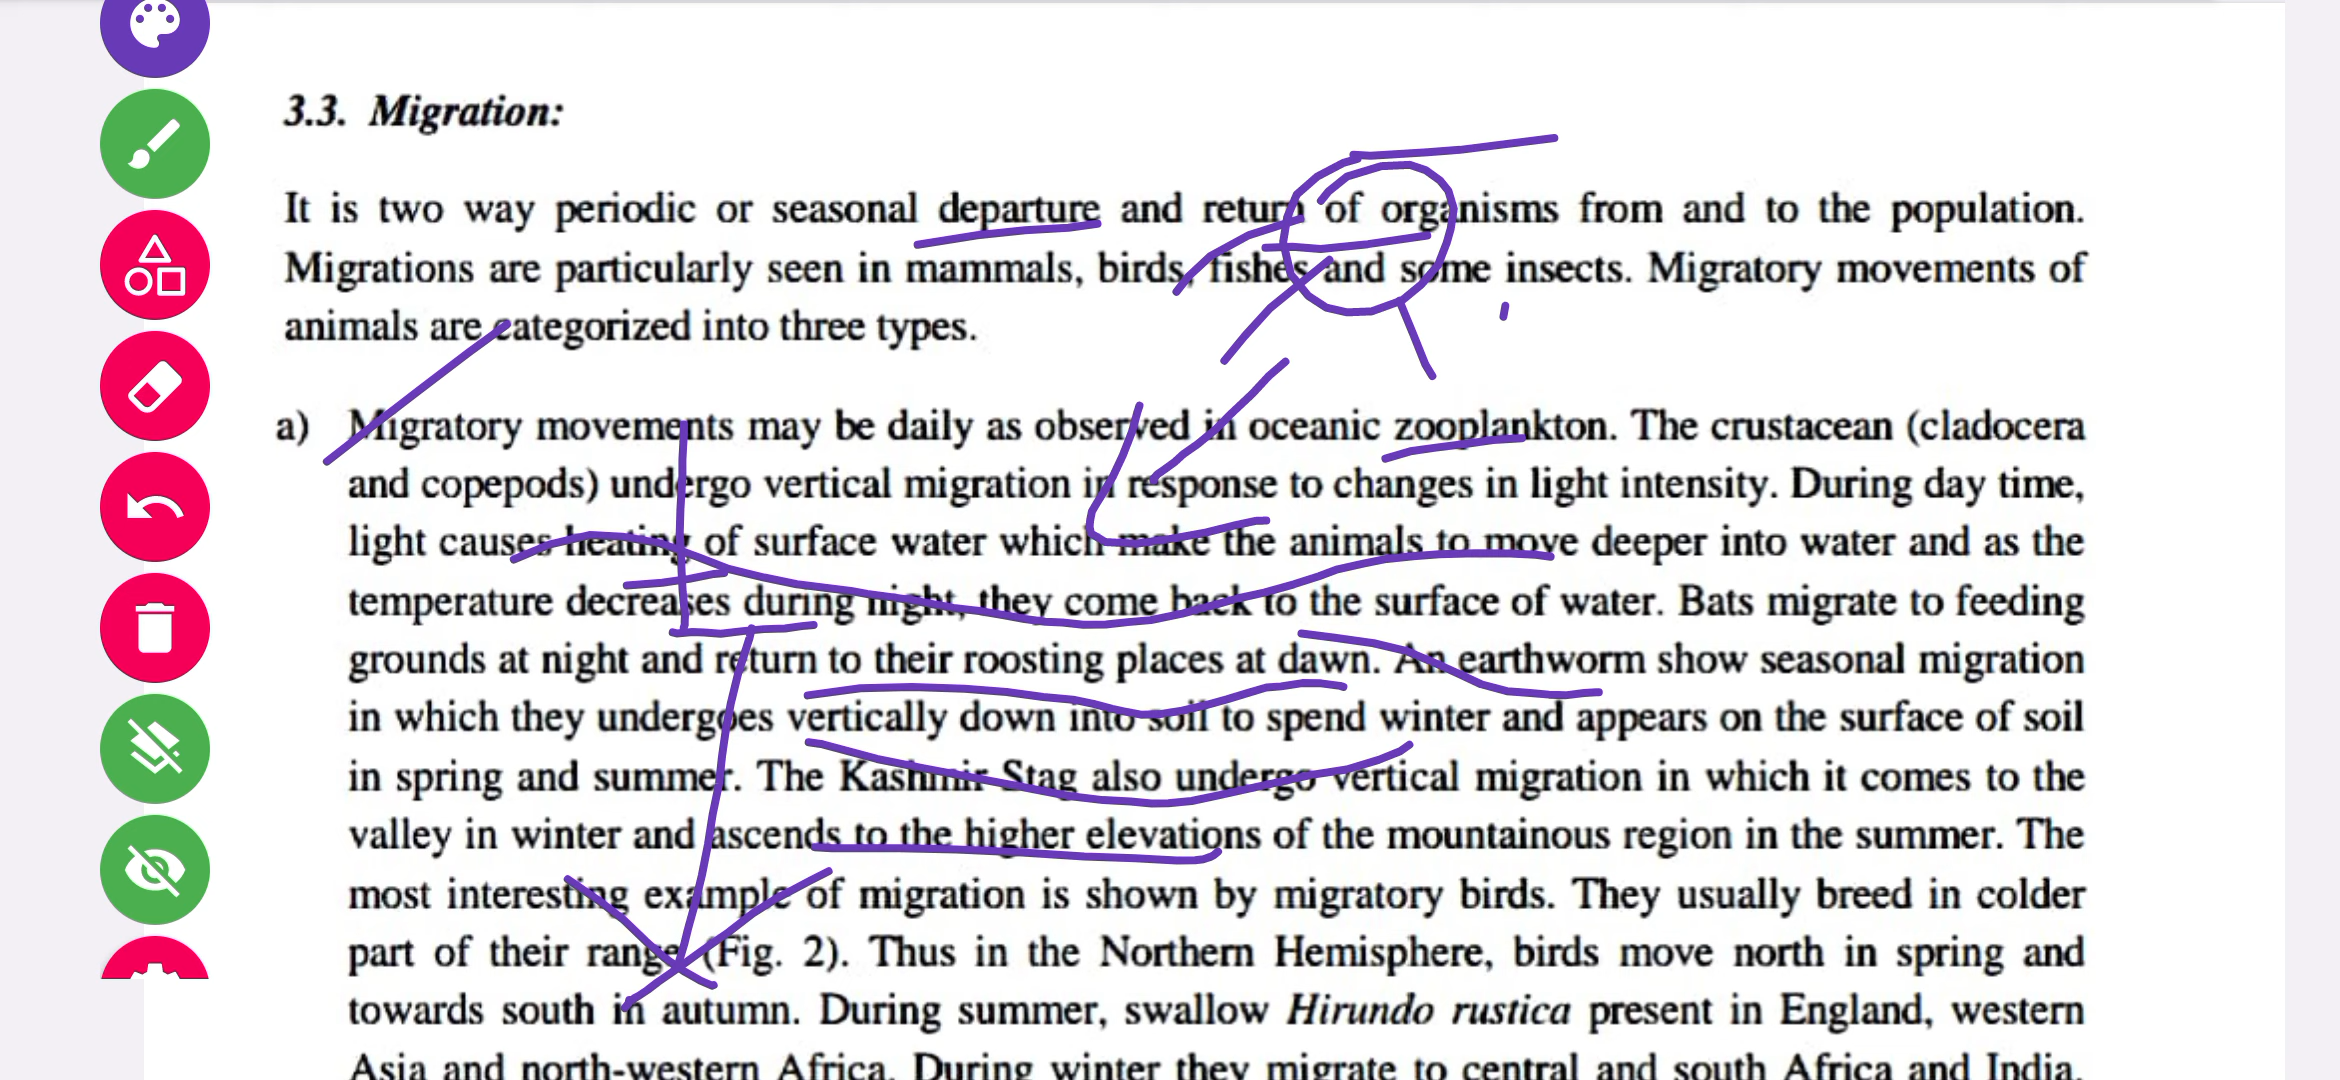 3.3. Migration:
It is two way periodic or seasonal departure and return of organisms from and to the population.
Migrations are particularly seen in mammals, birds, fishes and some insects. Migratory movements of
animals are categorized into three types.
a) Migratory movements may be daily as observed in oceanic zooplankton. The crustacean (cladocera
and copepods) undergo vertical migration in response to changes in light intensity. During day time,
light causes heating of surface water which make the animals to move deeper into water and as the
temperature decreases during night, they come back to the surface of water. Bats migrate to feeding
grounds at night and return to their roosting places at dawn. An earthworm show seasonal migration
in which they undergoes vertically down into soil to spend winter and appears on the surface of soil
in spring and summer. The Kashmir Stag also undergo vertical migration in which it comes to the
valley in winter and ascends to the higher elevations of the mountainous region in the summer. The
most interesting example of migration is shown by migratory birds. They usually breed in colder
part of their range (Fig. 2). Thus in the Northern Hemisphere, birds move north in spring and
towards south in autumn. During summer, swallow Hirundo rustica present in England, western
Asia and north-western Africa. During winter they migrate to central and south Africa and India.